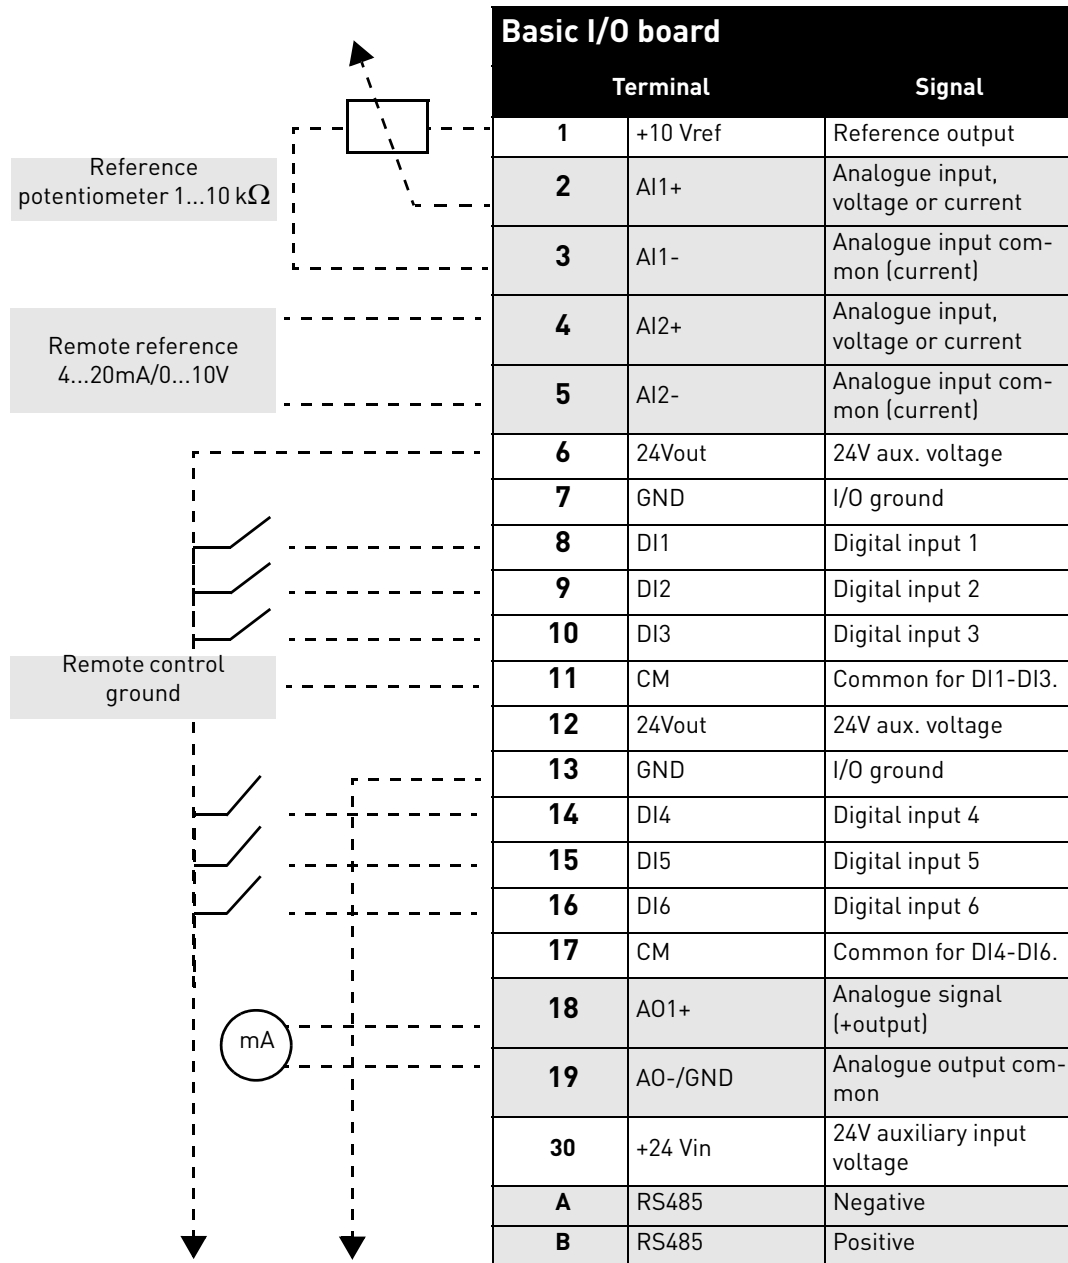 Basic I/O board
Terminal Signal
1 +10 Vref Reference output
Reference
potentiometer 1...10 kΩ
2 AI1+ Analogue input,
voltage or current
3 AI1- Analogue input com-
mon (current)
4 AI2+ Analogue input,
voltage or current
Remote reference
4...20mA/0...10V
5 AI2- Analogue input com-
mon (current)
6 24Vout 24V aux. voltage
7 GND I/O ground
8 DI1 Digital input 1
9 DI2 Digital input 2
10 DI3 Digital input 3
Remote control
ground
11 CM Common for DI1-DI3.
12 24Vout 24V aux. voltage
13 GND I/O ground
14 DI4 Digital input 4
15 DI5 Digital input 5
16 DI6 Digital input 6
17 CM Common for DI4-DI6.
18 AO1+ Analogue signal
(+output)
mA
19 AO-/GND Analogue output com-
mon
30 +24 Vin 24V auxiliary input
voltage
A RS485 Negative
B RS485 Positive